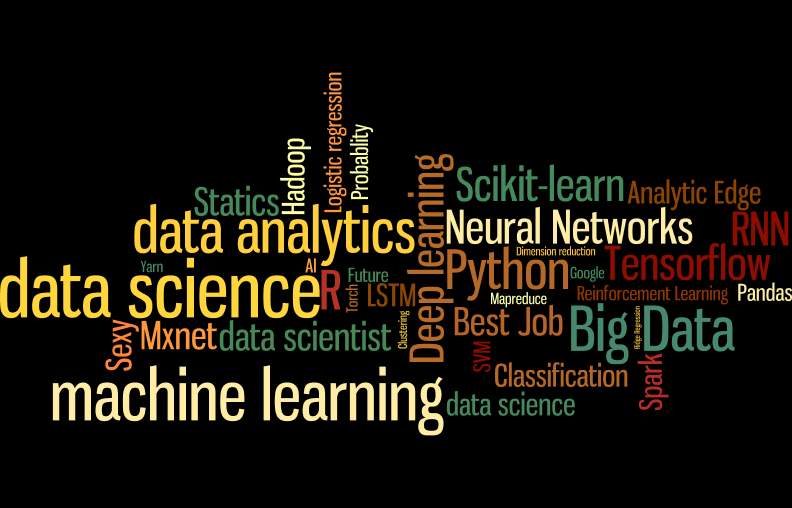 Logistic regression
Probablity
Hadoop
Statics
data analytics
Deep learning
Scikit-learn
Analytic Edge
Neural Networks
RNN
Dimension reduction
Yarn
AI
data science
R
Future
Torch
LSTM
Python
Google
Tensorflow
Mapreduce
Reinforcement Learning
Pandas
Sexy
Mxnet
data scientist
Clustering
Best Job
Big Data
Ridge Regression
SVM
Classification
Spark
machine learning
data science